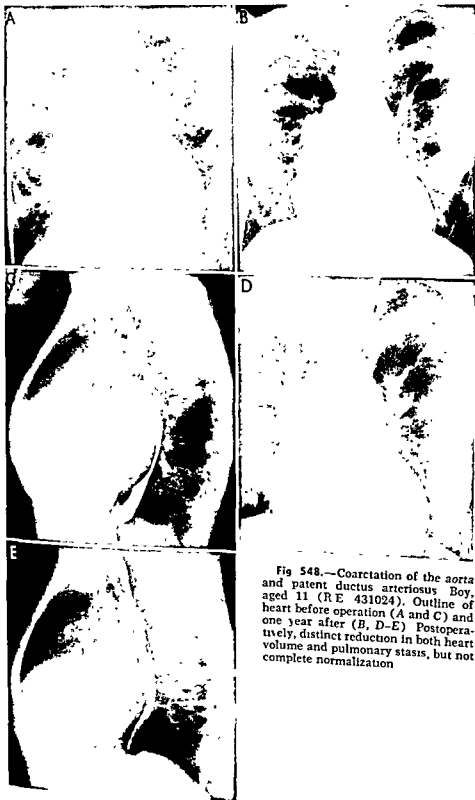 A
B
C
D
E
Fig 548.—Coarctation of the aorta
and patent ductus arteriosus Boy,
aged 11 (R E 431024). Outline of
heart before operation (A and C) and
one year after (B, D–E) Postopera-
tively, distinct reduction in both heart
volume and pulmonary stasis, but not
complete normalization